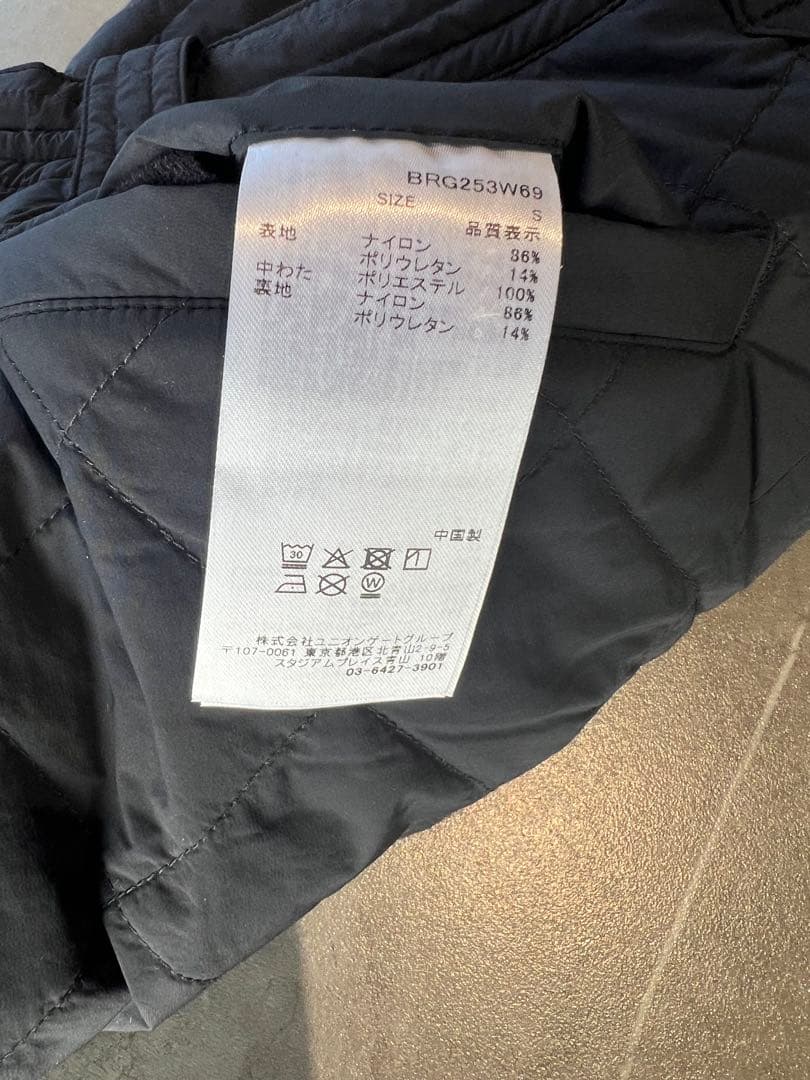 BRG253W69
SIZE S
品質表示
表地 ナイロン 86%
ポリウレタン 14%
中わた ポリエステル 100%
裏地 ナイロン 86%
ポリウレタン 14%
中国製
30
W
株式会社ユニオンゲートグループ
〒107-0061 東京都港区北青山2-9-5
スタジアムプレイス青山 10階
03-6427-3901